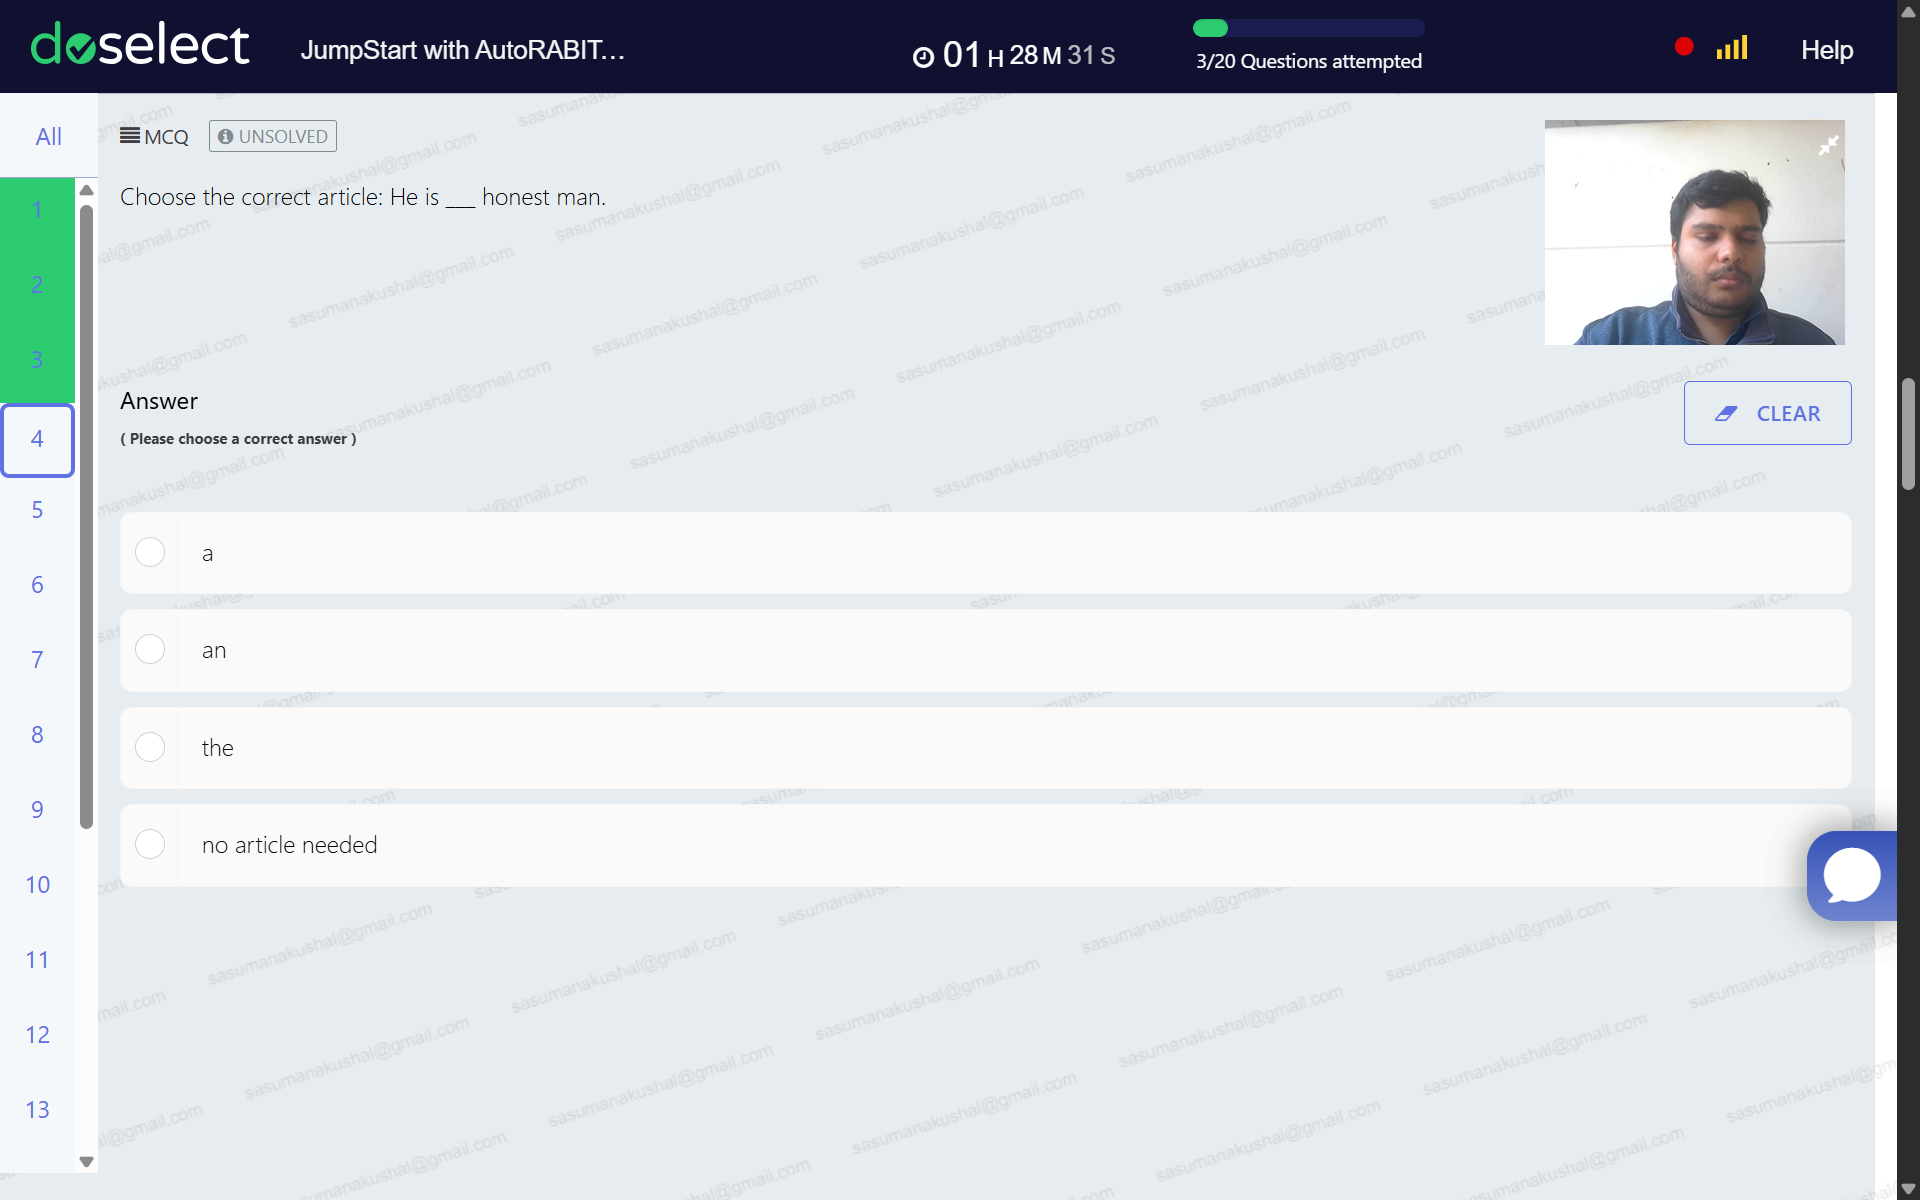 doselect
JumpStart with AutoRABIT...
01 H 28 M 31 S
3/20 Questions attempted
Help
All
MCQ
UNSOLVED
Choose the correct article: He is ___ honest man.
1
2
3
4
5
6
7
8
9
10
11
12
13
Answer
( Please choose a correct answer )
CLEAR
a
an
the
no article needed
sasumanakushal@gmail.com